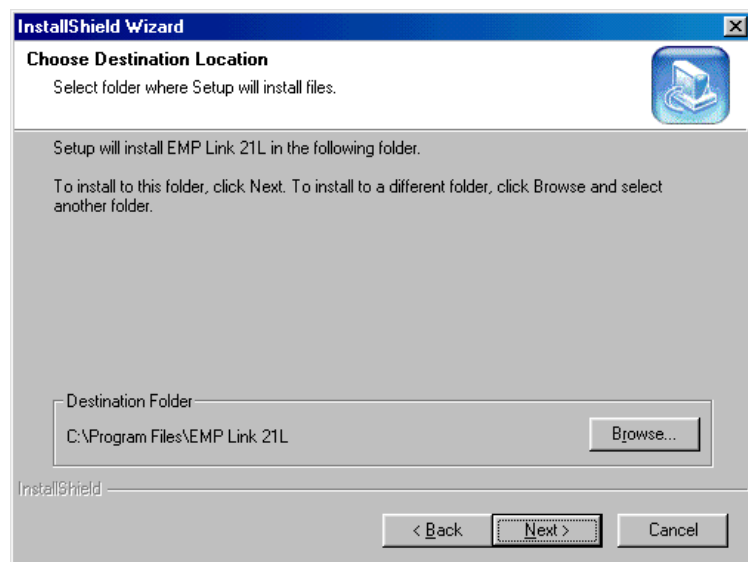 InstallShield Wizard
Choose Destination Location
Select folder where Setup will install files.
Setup will install EMP Link 21L in the following folder.
To install to this folder, click Next. To install to a different folder, click Browse and select
another folder.
Destination Folder
C:\Program Files\EMP Link 21L
Browse...
InstallShield
< Back
Next >
Cancel